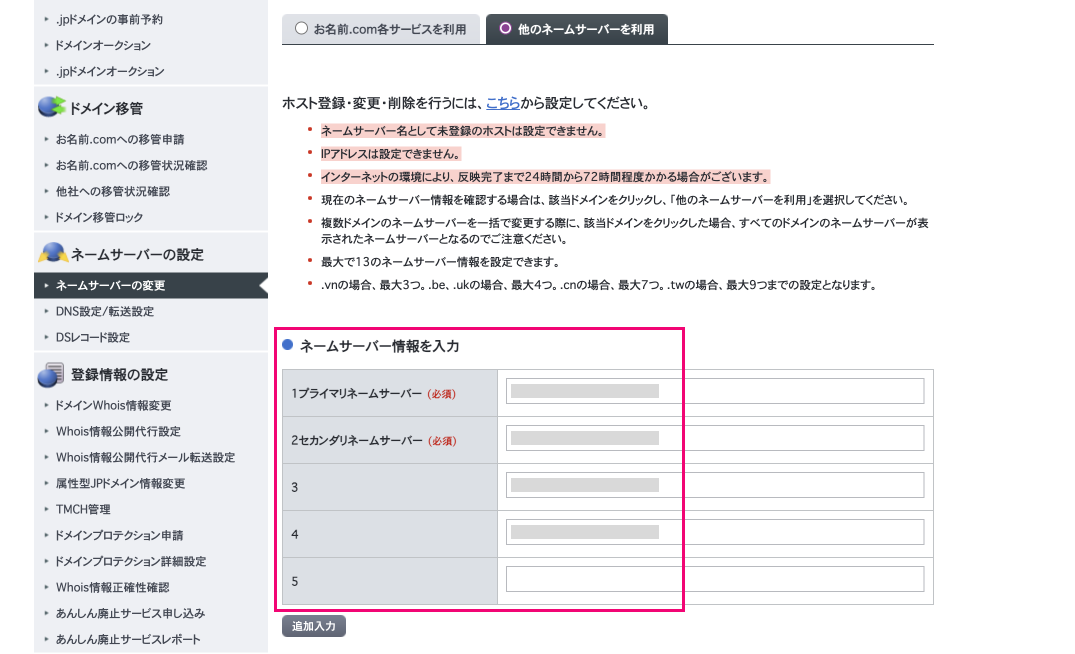 .jpドメインの事前予約
ドメインオークション
.jpドメインオークション
ドメイン移管
お名前.comへの移管申請
お名前.comへの移管状況確認
他社への移管状況確認
ドメイン移管ロック
ネームサーバーの設定
ネームサーバーの変更
DNS設定/転送設定
DSレコード設定
登録情報の設定
ドメインWhois情報変更
Whois情報公開代行設定
Whois情報公開代行メール転送設定
属性型JPドメイン情報変更
TMCH管理
ドメインプロテクション申請
ドメインプロテクション詳細設定
Whois情報正確性確認
あんしん廃止サービス申し込み
あんしん廃止サービスレポート
お名前.com各サービスを利用
他のネームサーバーを利用
ホスト登録・変更・削除を行うには、こちらから設定してください。
ネームサーバー名として未登録のホストは設定できません。
IPアドレスは設定できません。
インターネットの環境により、反映完了まで24時間から72時間程度かかる場合がございます。
現在のネームサーバー情報を確認する場合は、該当ドメインをクリックし、「他のネームサーバーを利用」を選択してください。
複数ドメインのネームサーバーを一括で変更する際に、該当ドメインをクリックした場合、すべてのドメインのネームサーバーが表
示されたネームサーバーとなるのでご注意ください。
最大で13のネームサーバー情報を設定できます。
.vnの場合、最大3つ。.be、.ukの場合、最大4つ。.cnの場合、最大7つ。.twの場合、最大9つまでの設定となります。
ネームサーバー情報を入力
1プライマリネームサーバー (必須)
2セカンダリネームサーバー (必須)
3
4
5
追加入力